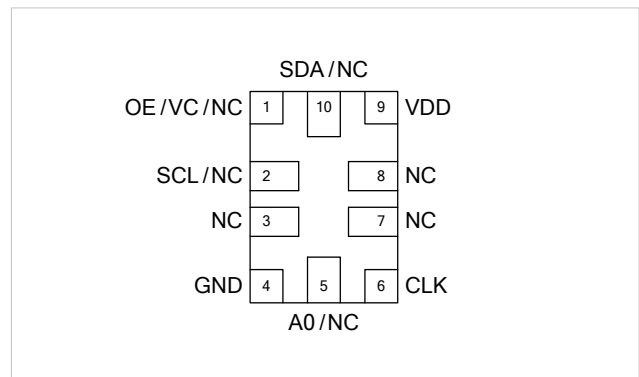 SDA/NC
OE/VC/NC 1 10 9 VDD
SCL/NC 2 8 NC
NC 3 7 NC
GND 4 5 6 CLK
A0/NC